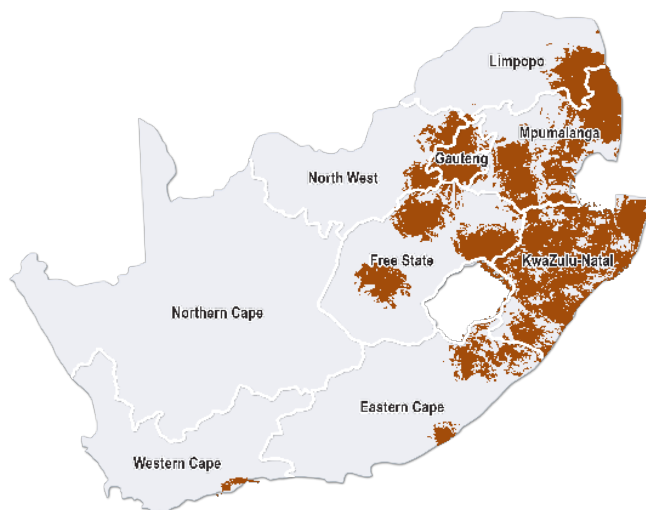 Limpopo
Mpumalanga
Gauteng
North West
Free State
KwaZulu-Natal
Northern Cape
Eastern Cape
Western Cape